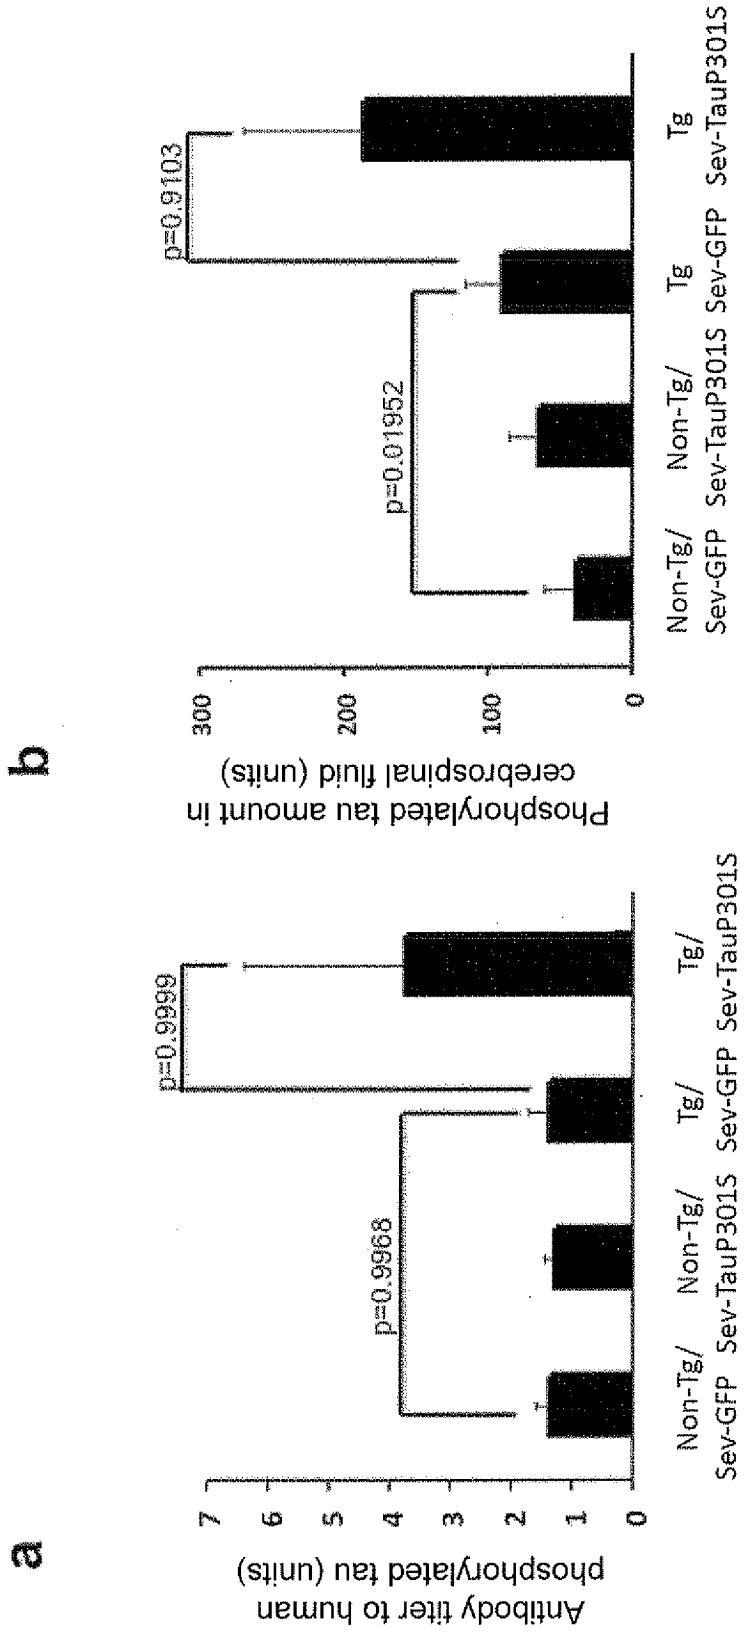 a
Antibody titer to human
phosphorylated tau (units)
7
6
5
4
3
2
1
0
p=0.9968
p=0.9999
Non-Tg/ Non-Tg/ Tg/ Tg/
Sev-GFP Sev-TauP301S Sev-GFP Sev-TauP301S
b
Phosphorylated tau amount in
cerebrospinal fluid (units)
300
200
100
0
p=0.01952
p=0.9103
Non-Tg/ Non-Tg/ Tg Tg
Sev-GFP Sev-TauP301S Sev-GFP Sev-TauP301S